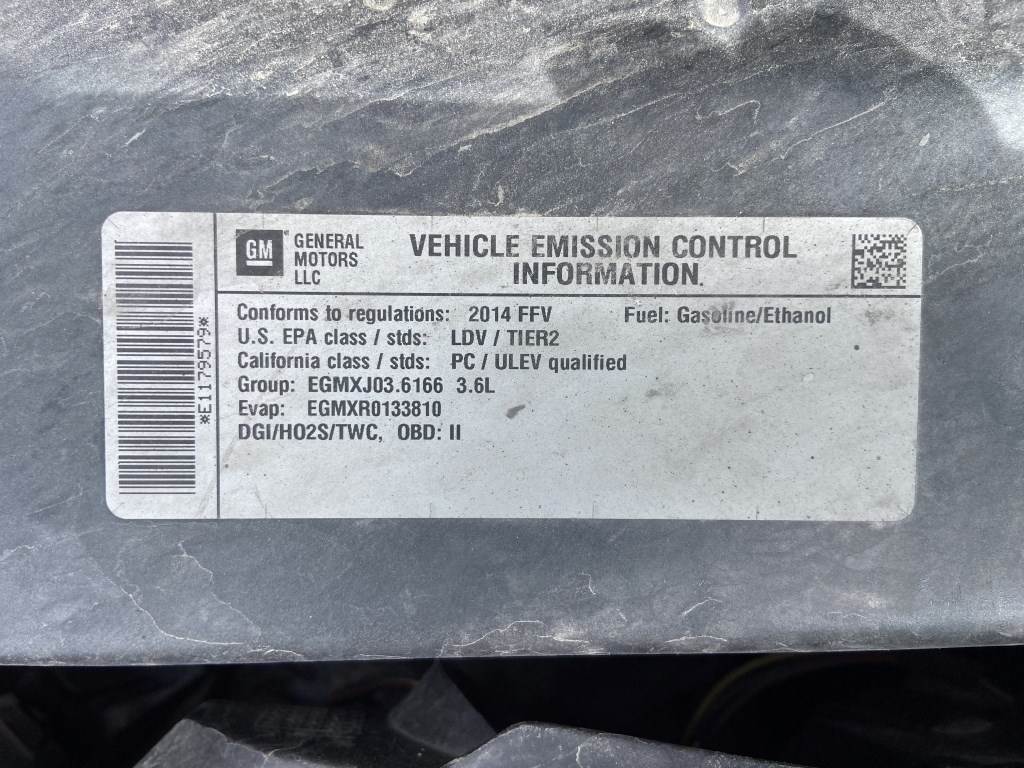 GM
GENERAL
MOTORS
LLC
VEHICLE EMISSION CONTROL
INFORMATION
Conforms to regulations: 2014 FFV Fuel: Gasoline/Ethanol
U.S. EPA class / stds: LDV / TIER2
California class / stds: PC / ULEV qualified
Group: EGMXJ03.6166 3.6L
Evap: EGMXR0133810
DGI/HO2S/TWC, OBD: II
*E1179579*